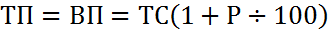 ТП = ВП = ТС(1 + Р ÷ 100)